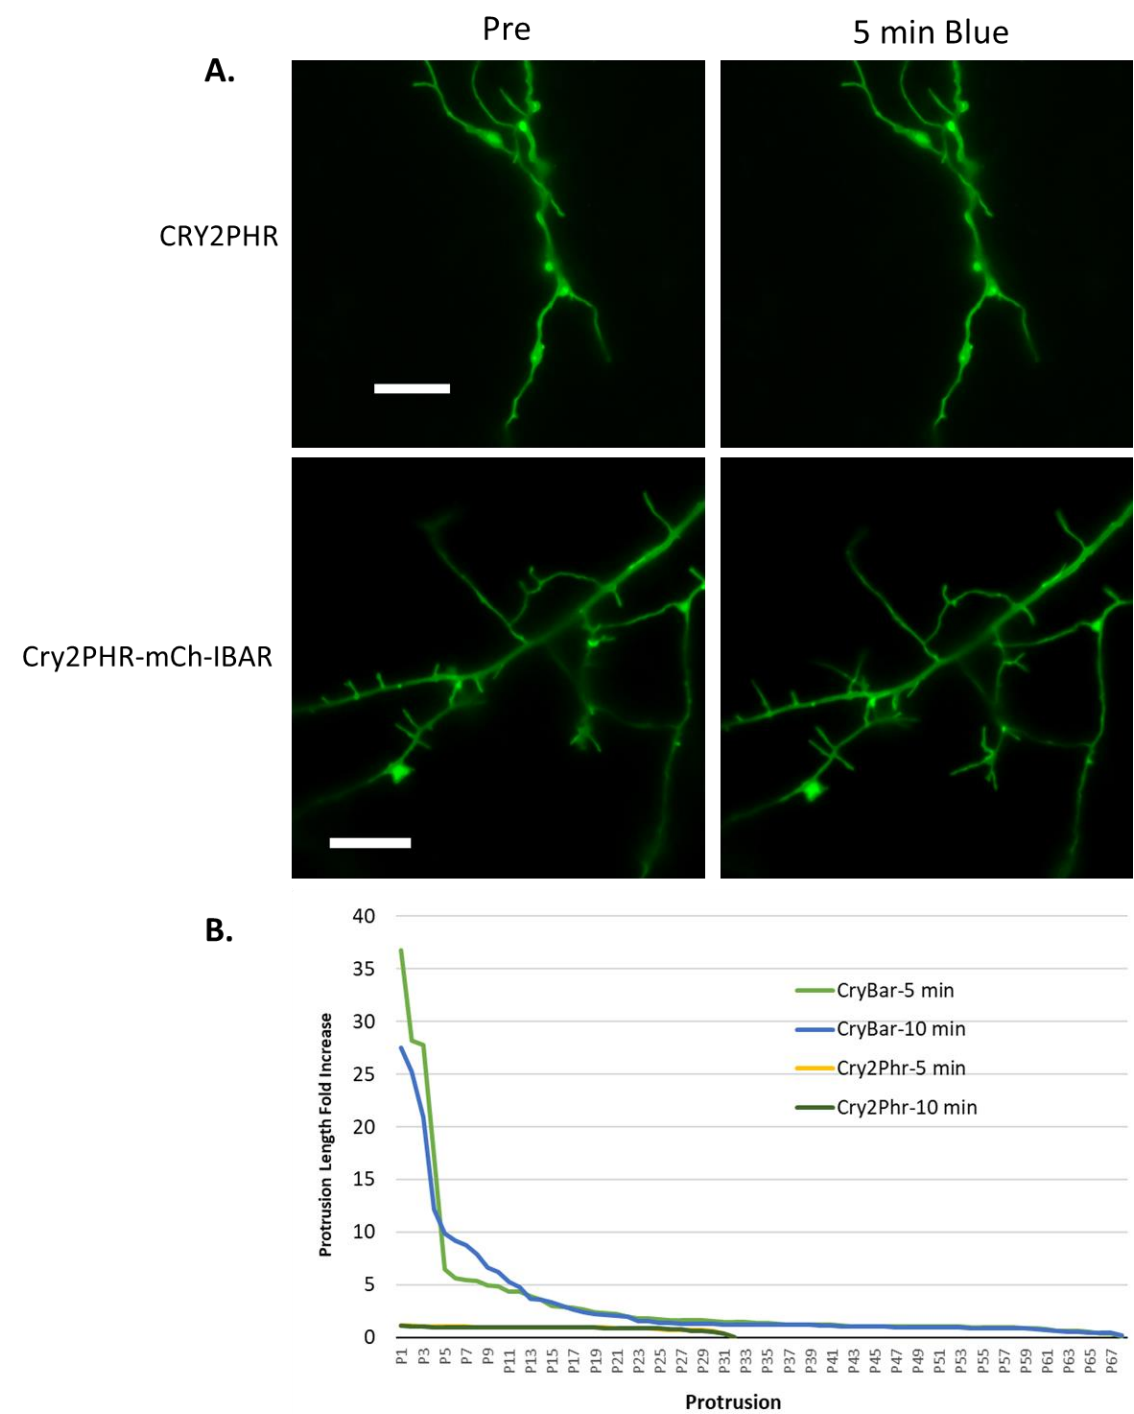 Pre
5 min Blue
A.
CRY2PHR
Cry2PHR-mCh-IBAR
B.
40
35
30
25
20
15
10
5
0
Protrusion Length Fold Increase
CryBar-5 min
CryBar-10 min
Cry2Phr-5 min
Cry2Phr-10 min
P1 P3 P5 P7 P9 P11 P13 P15 P17 P19 P21 P23 P25 P27 P29 P31 P33 P35 P37 P39 P41 P43 P45 P47 P49 P51 P53 P55 P57 P59 P61 P63 P65 P67
Protrusion